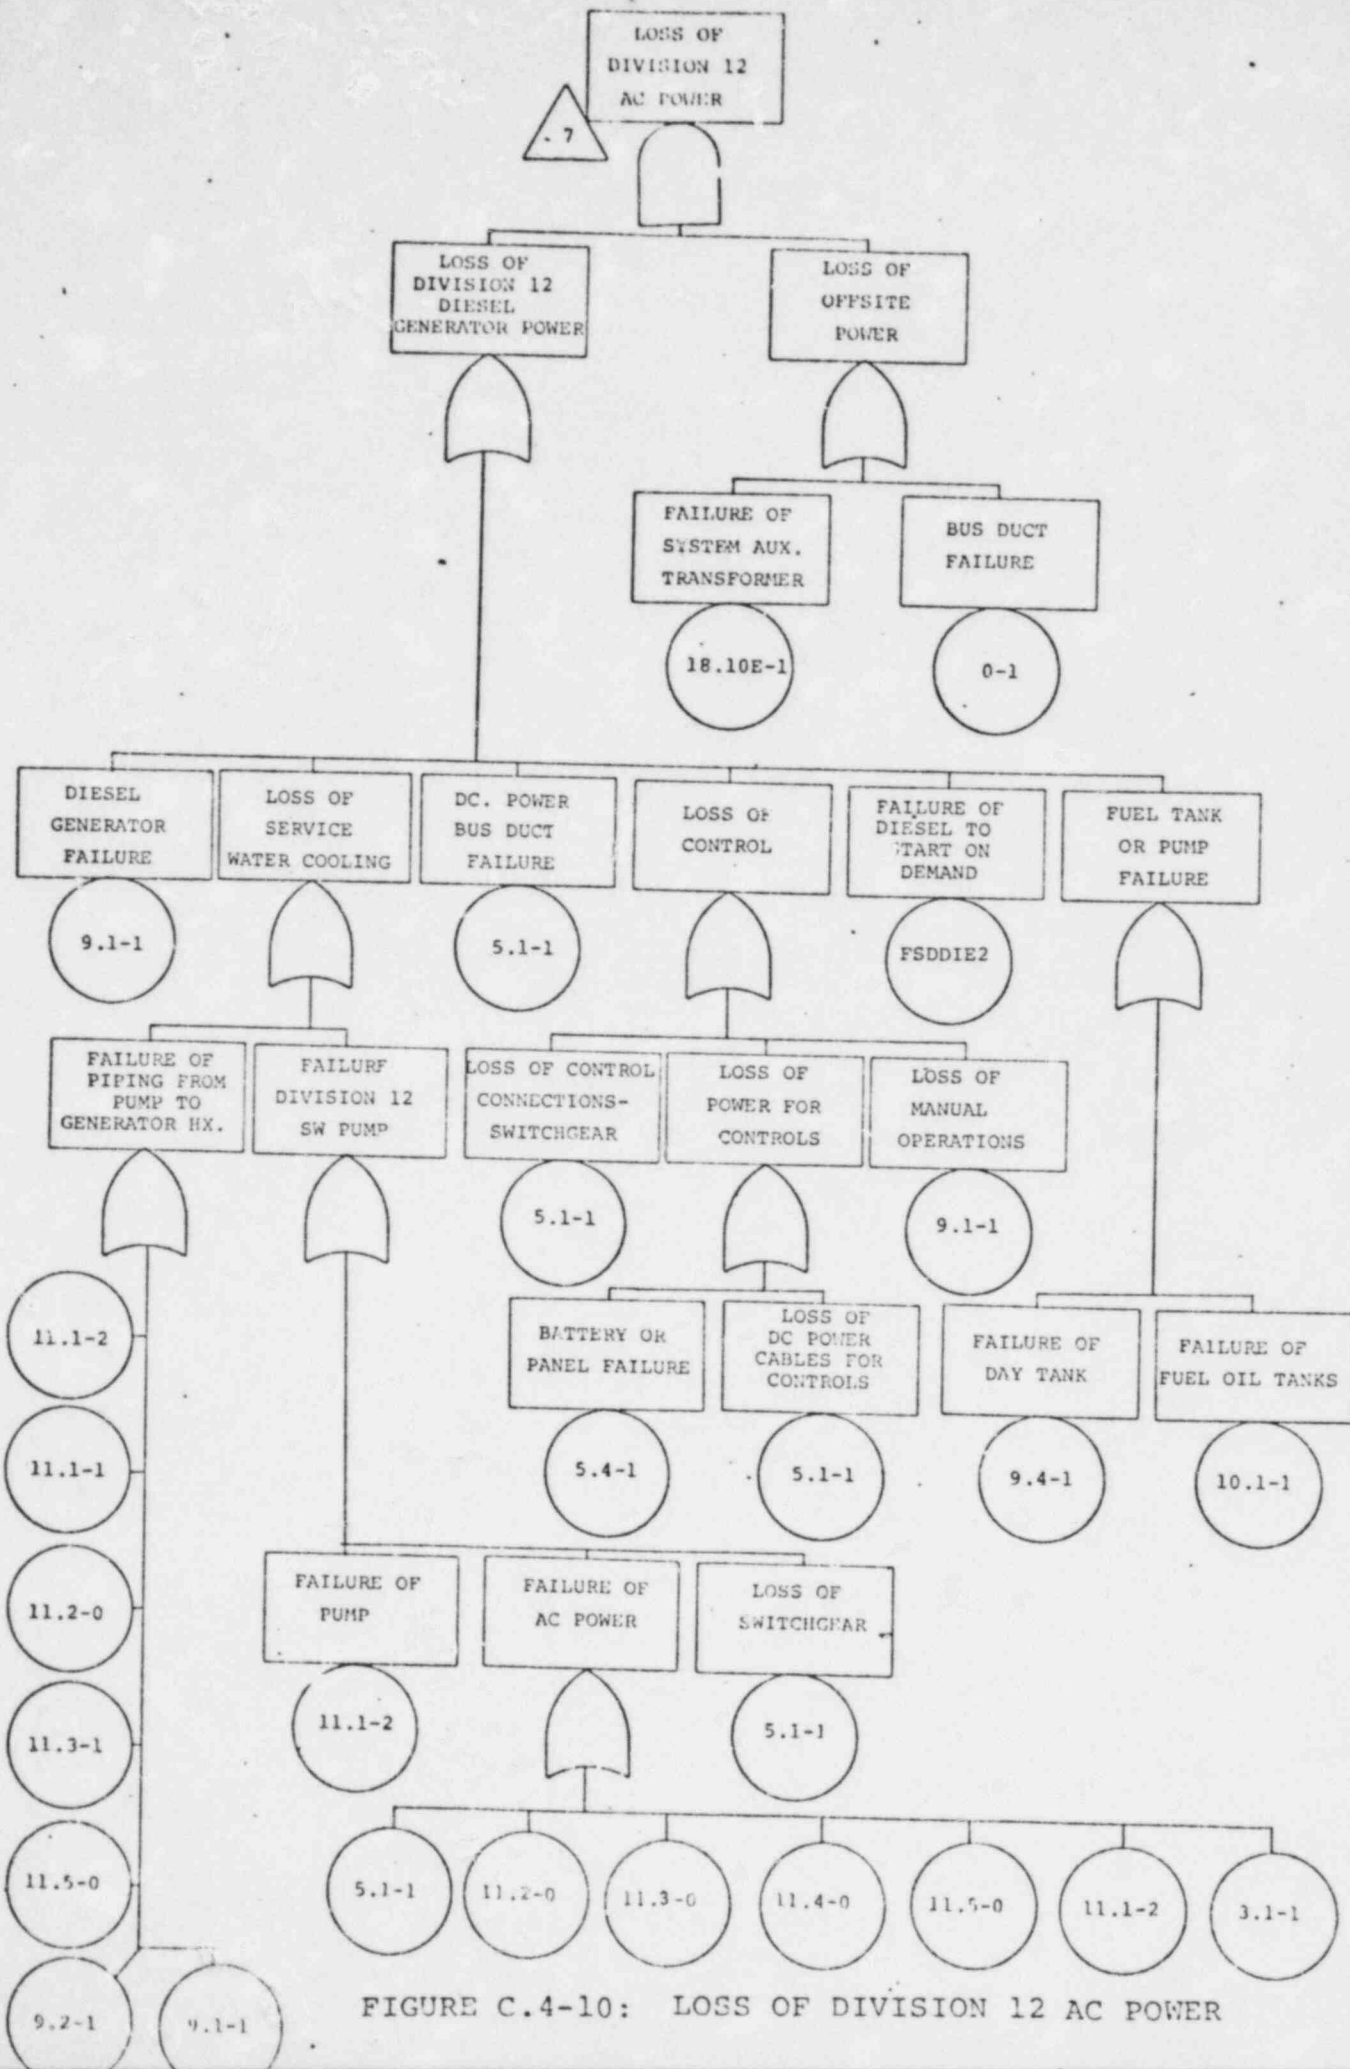 LOSS OF
DIVISION 12
AC POWER
.7
LOSS OF
DIVISION 12
DIESEL
GENERATOR POWER
LOSS OF
OFFSITE
POWER
FAILURE OF
SYSTEM AUX.
TRANSFORMER
BUS DUCT
FAILURE
18.10E-1
0-1
DIESEL
GENERATOR
FAILURE
LOSS OF
SERVICE
WATER COOLING
DC. POWER
BUS DUCT
FAILURE
LOSS OF
CONTROL
FAILURE OF
DIESEL TO
START ON
DEMAND
FUEL TANK
OR PUMP
FAILURE
9.1-1
5.1-1
FSDDIE2
FAILURE OF
PIPING FROM
PUMP TO
GENERATOR HX.
FAILURE
DIVISION 12
SW PUMP
LOSS OF CONTROL
CONNECTIONS-
SWITCHGEAR
LOSS OF
POWER FOR
CONTROLS
LOSS OF
MANUAL
OPERATIONS
5.1-1
9.1-1
BATTERY OR
PANEL FAILURE
LOSS OF
DC POWER
CABLES FOR
CONTROLS
FAILURE OF
DAY TANK
FAILURE OF
FUEL OIL TANKS
5.4-1
5.1-1
9.4-1
10.1-1
11.1-2
11.1-1
11.2-0
11.3-1
11.5-0
9.2-1
9.1-1
FAILURE OF
PUMP
FAILURE OF
AC POWER
LOSS OF
SWITCHGEAR
11.1-2
5.1-1
5.1-1
11.2-0
11.3-0
11.4-0
11.5-0
11.1-2
3.1-1
FIGURE C.4-10: LOSS OF DIVISION 12 AC POWER